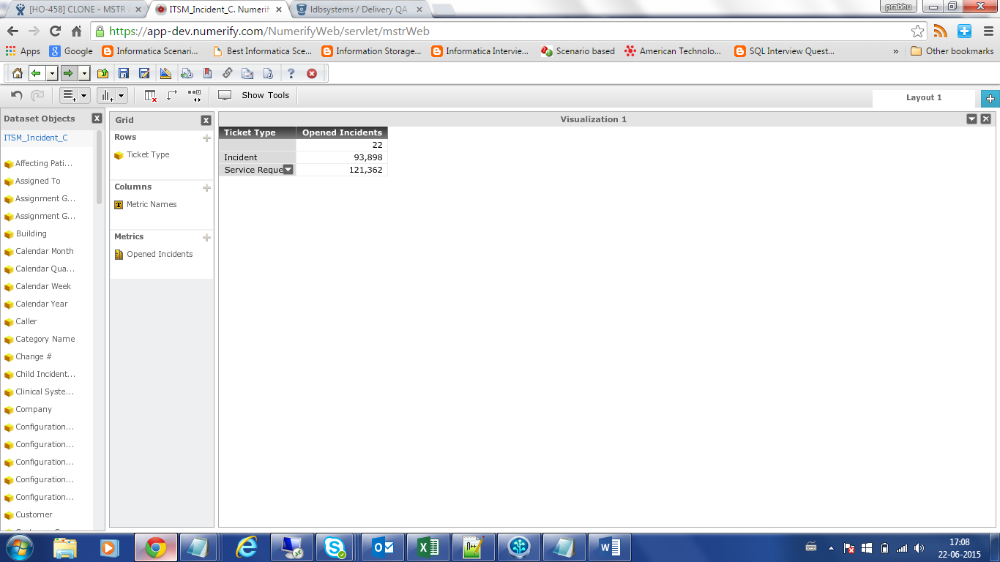 [HO-458] CLONE - MSTR
ITSM_Incident_C. Numerify
ldbsystems / Delivery QA
prabhu
https://app-dev.numerify.com/NumerifyWeb/servlet/mstrWeb
Apps Google Informatica Scenari... Best Informatica Sce... Information Storage... Informatica Intervie... Scenario based American Technolo... SQL Interview Quest... » Other bookmarks
Show Tools
Layout 1
Dataset Objects
ITSM_Incident_C
Affecting Pati...
Assigned To
Assignment G...
Assignment G...
Building
Calendar Month
Calendar Qua...
Calendar Week
Calendar Year
Caller
Category Name
Change #
Child Incident...
Clinical Syste...
Company
Configuration...
Configuration...
Configuration...
Configuration...
Configuration...
Customer
Grid
Rows
Ticket Type
Columns
Metric Names
Metrics
Opened Incidents
Visualization 1
Ticket Type Opened Incidents
22
Incident 93,898
Service Reque 121,362
17:08
22-06-2015